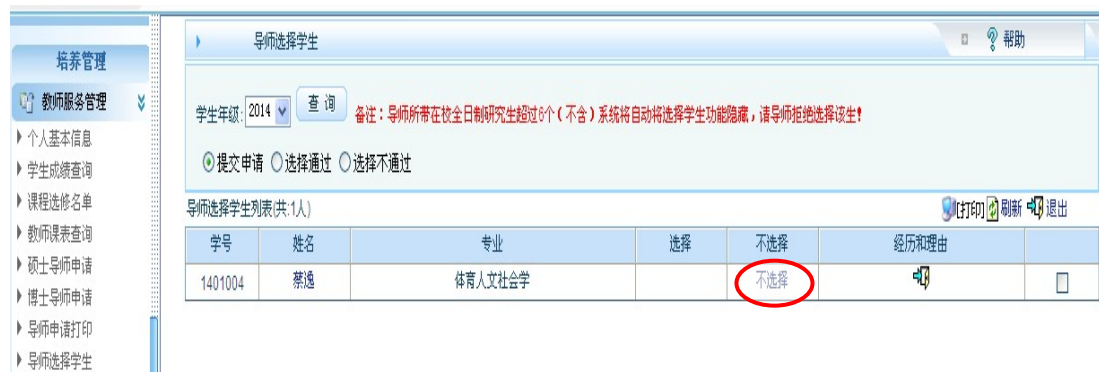 培养管理
教师服务管理
个人基本信息
学生成绩查询
课程选修名单
教师课表查询
硕士导师申请
博士导师申请
导师申请打印
导师选择学生
导师选择学生
帮助
学生年级: 2014 查 询 备注：导师所带在校全日制研究生超过6个（不含）系统将自动将选择学生功能隐藏，请导师拒绝选择该生！
提交申请 选择通过 选择不通过
导师选择学生列表(共:1人) [打印] 刷新 退出
学号 姓名 专业 选择 不选择 经历和理由
1401004 蔡逸 体育人文社会学 不选择